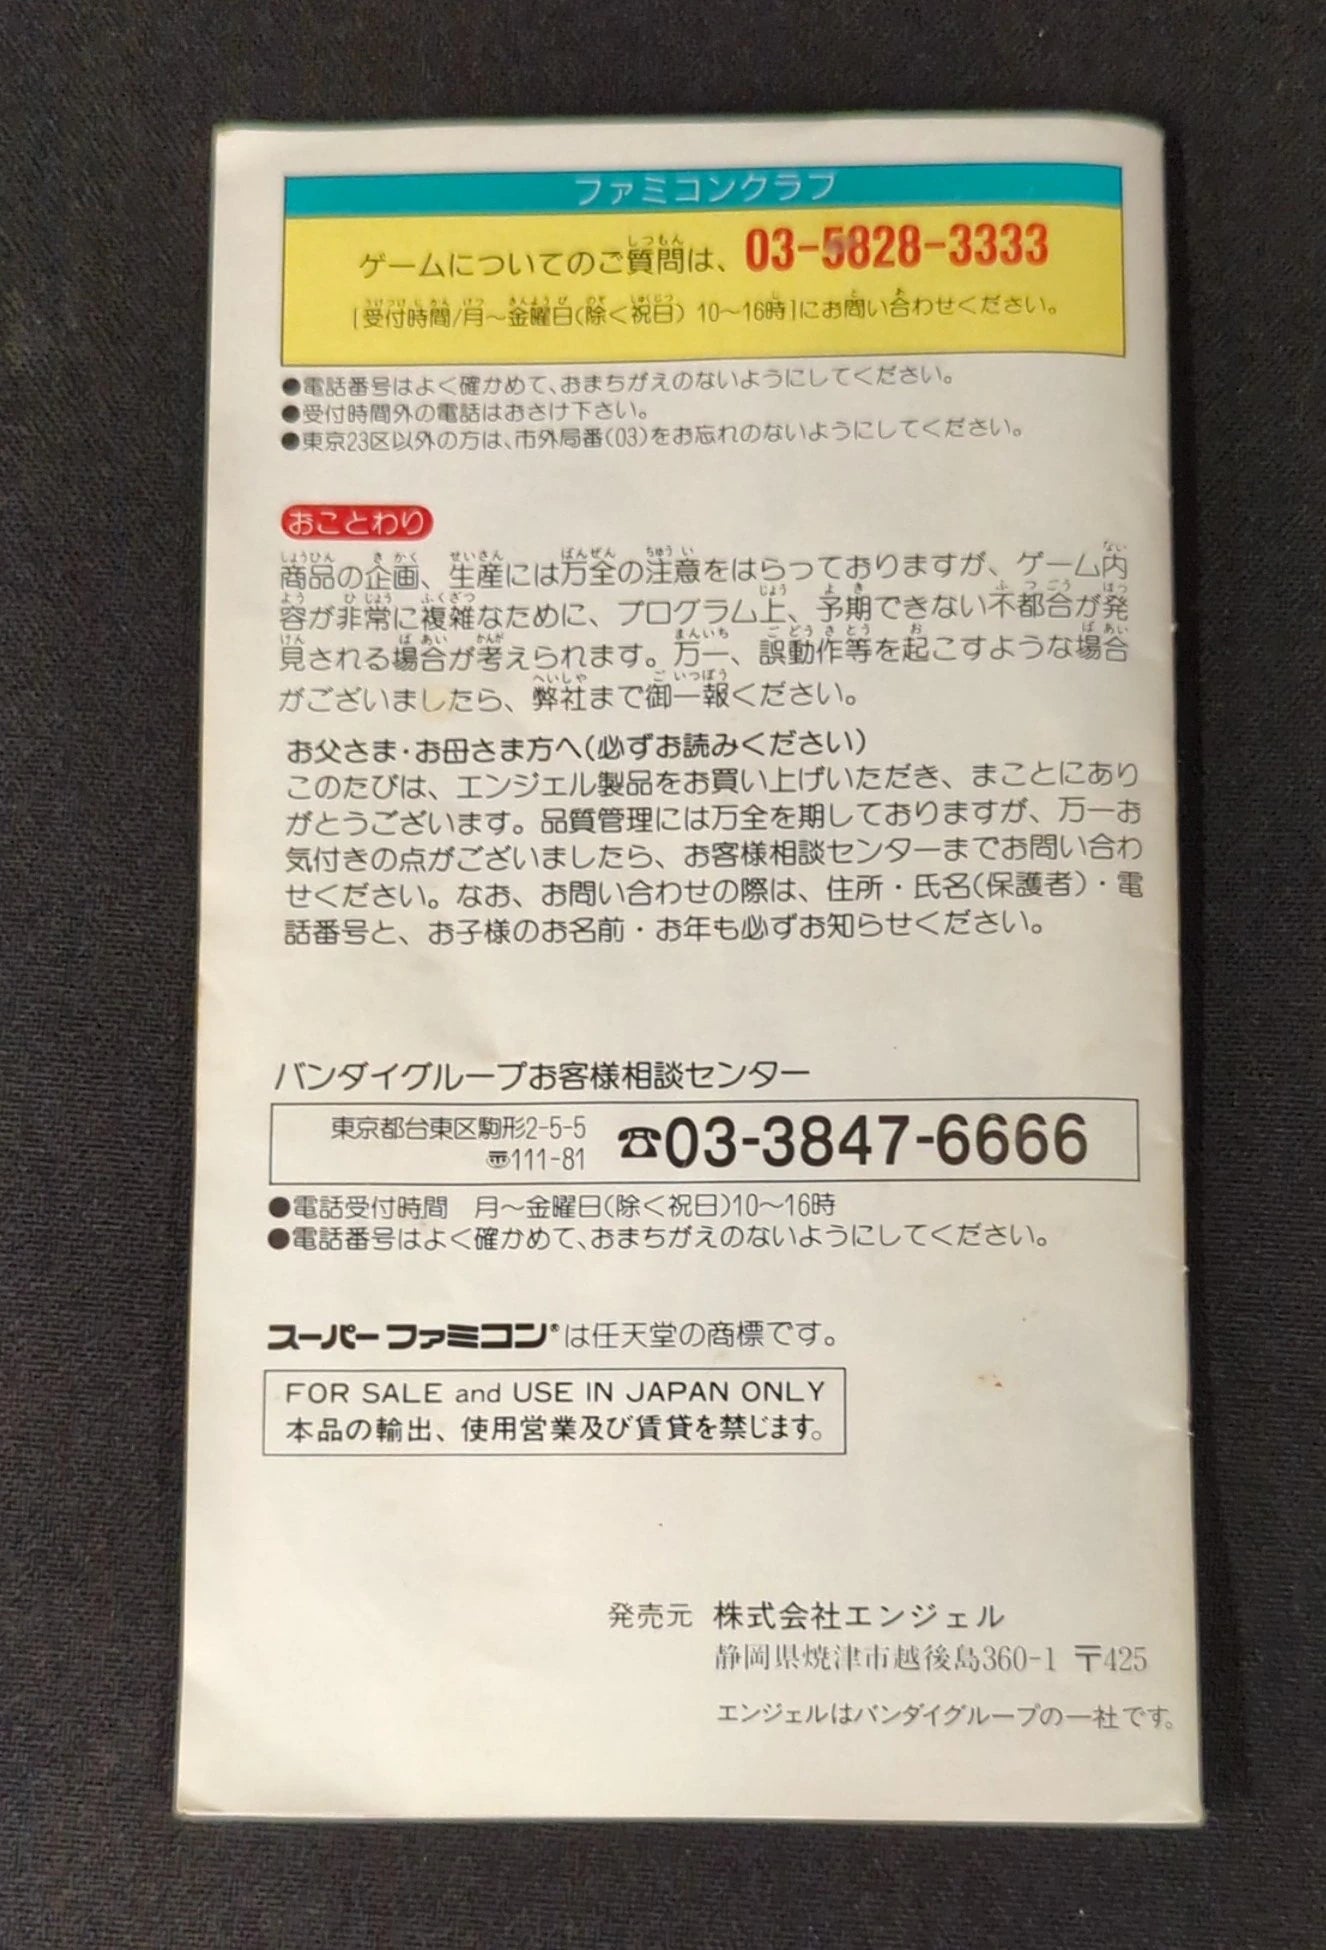 ファミコンクラブ
ゲームについてのご質問は、03-5828-3333
[受付時間/月～金曜日(除く祝日) 10～16時]にお問い合わせください。
●電話番号はよく確かめて、おまちがえのないようにしてください。
●受付時間外の電話はおさけ下さい。
●東京23区以外の方は、市外局番(03)をお忘れのないようにしてください。
おことわり
商品の企画、生産には万全の注意をはらっておりますが、ゲーム内
容が非常に複雑なために、プログラム上、予期できない不都合が発
見される場合が考えられます。万一、誤動作等を起こすような場合
がございましたら、弊社まで御一報ください。
お父さま・お母さま方へ(必ずお読みください)
このたびは、エンジェル製品をお買い上げいただき、まことにあり
がとうございます。品質管理には万全を期しておりますが、万一お
気付きの点がございましたら、お客様相談センターまでお問い合わ
せください。なお、お問い合わせの際は、住所・氏名(保護者)・電
話番号と、お子様のお名前・お年も必ずお知らせください。
バンダイグループお客様相談センター
東京都台東区駒形2-5-5
〠111-81
☎03-3847-6666
●電話受付時間　月～金曜日(除く祝日)10～16時
●電話番号はよく確かめて、おまちがえのないようにしてください。
スーパーファミコン®は任天堂の商標です。
FOR SALE and USE IN JAPAN ONLY
本品の輸出、使用営業及び賃貸を禁じます。
発売元 株式会社エンジェル
静岡県焼津市越後島360-1 〒425
エンジェルはバンダイグループの一社です。